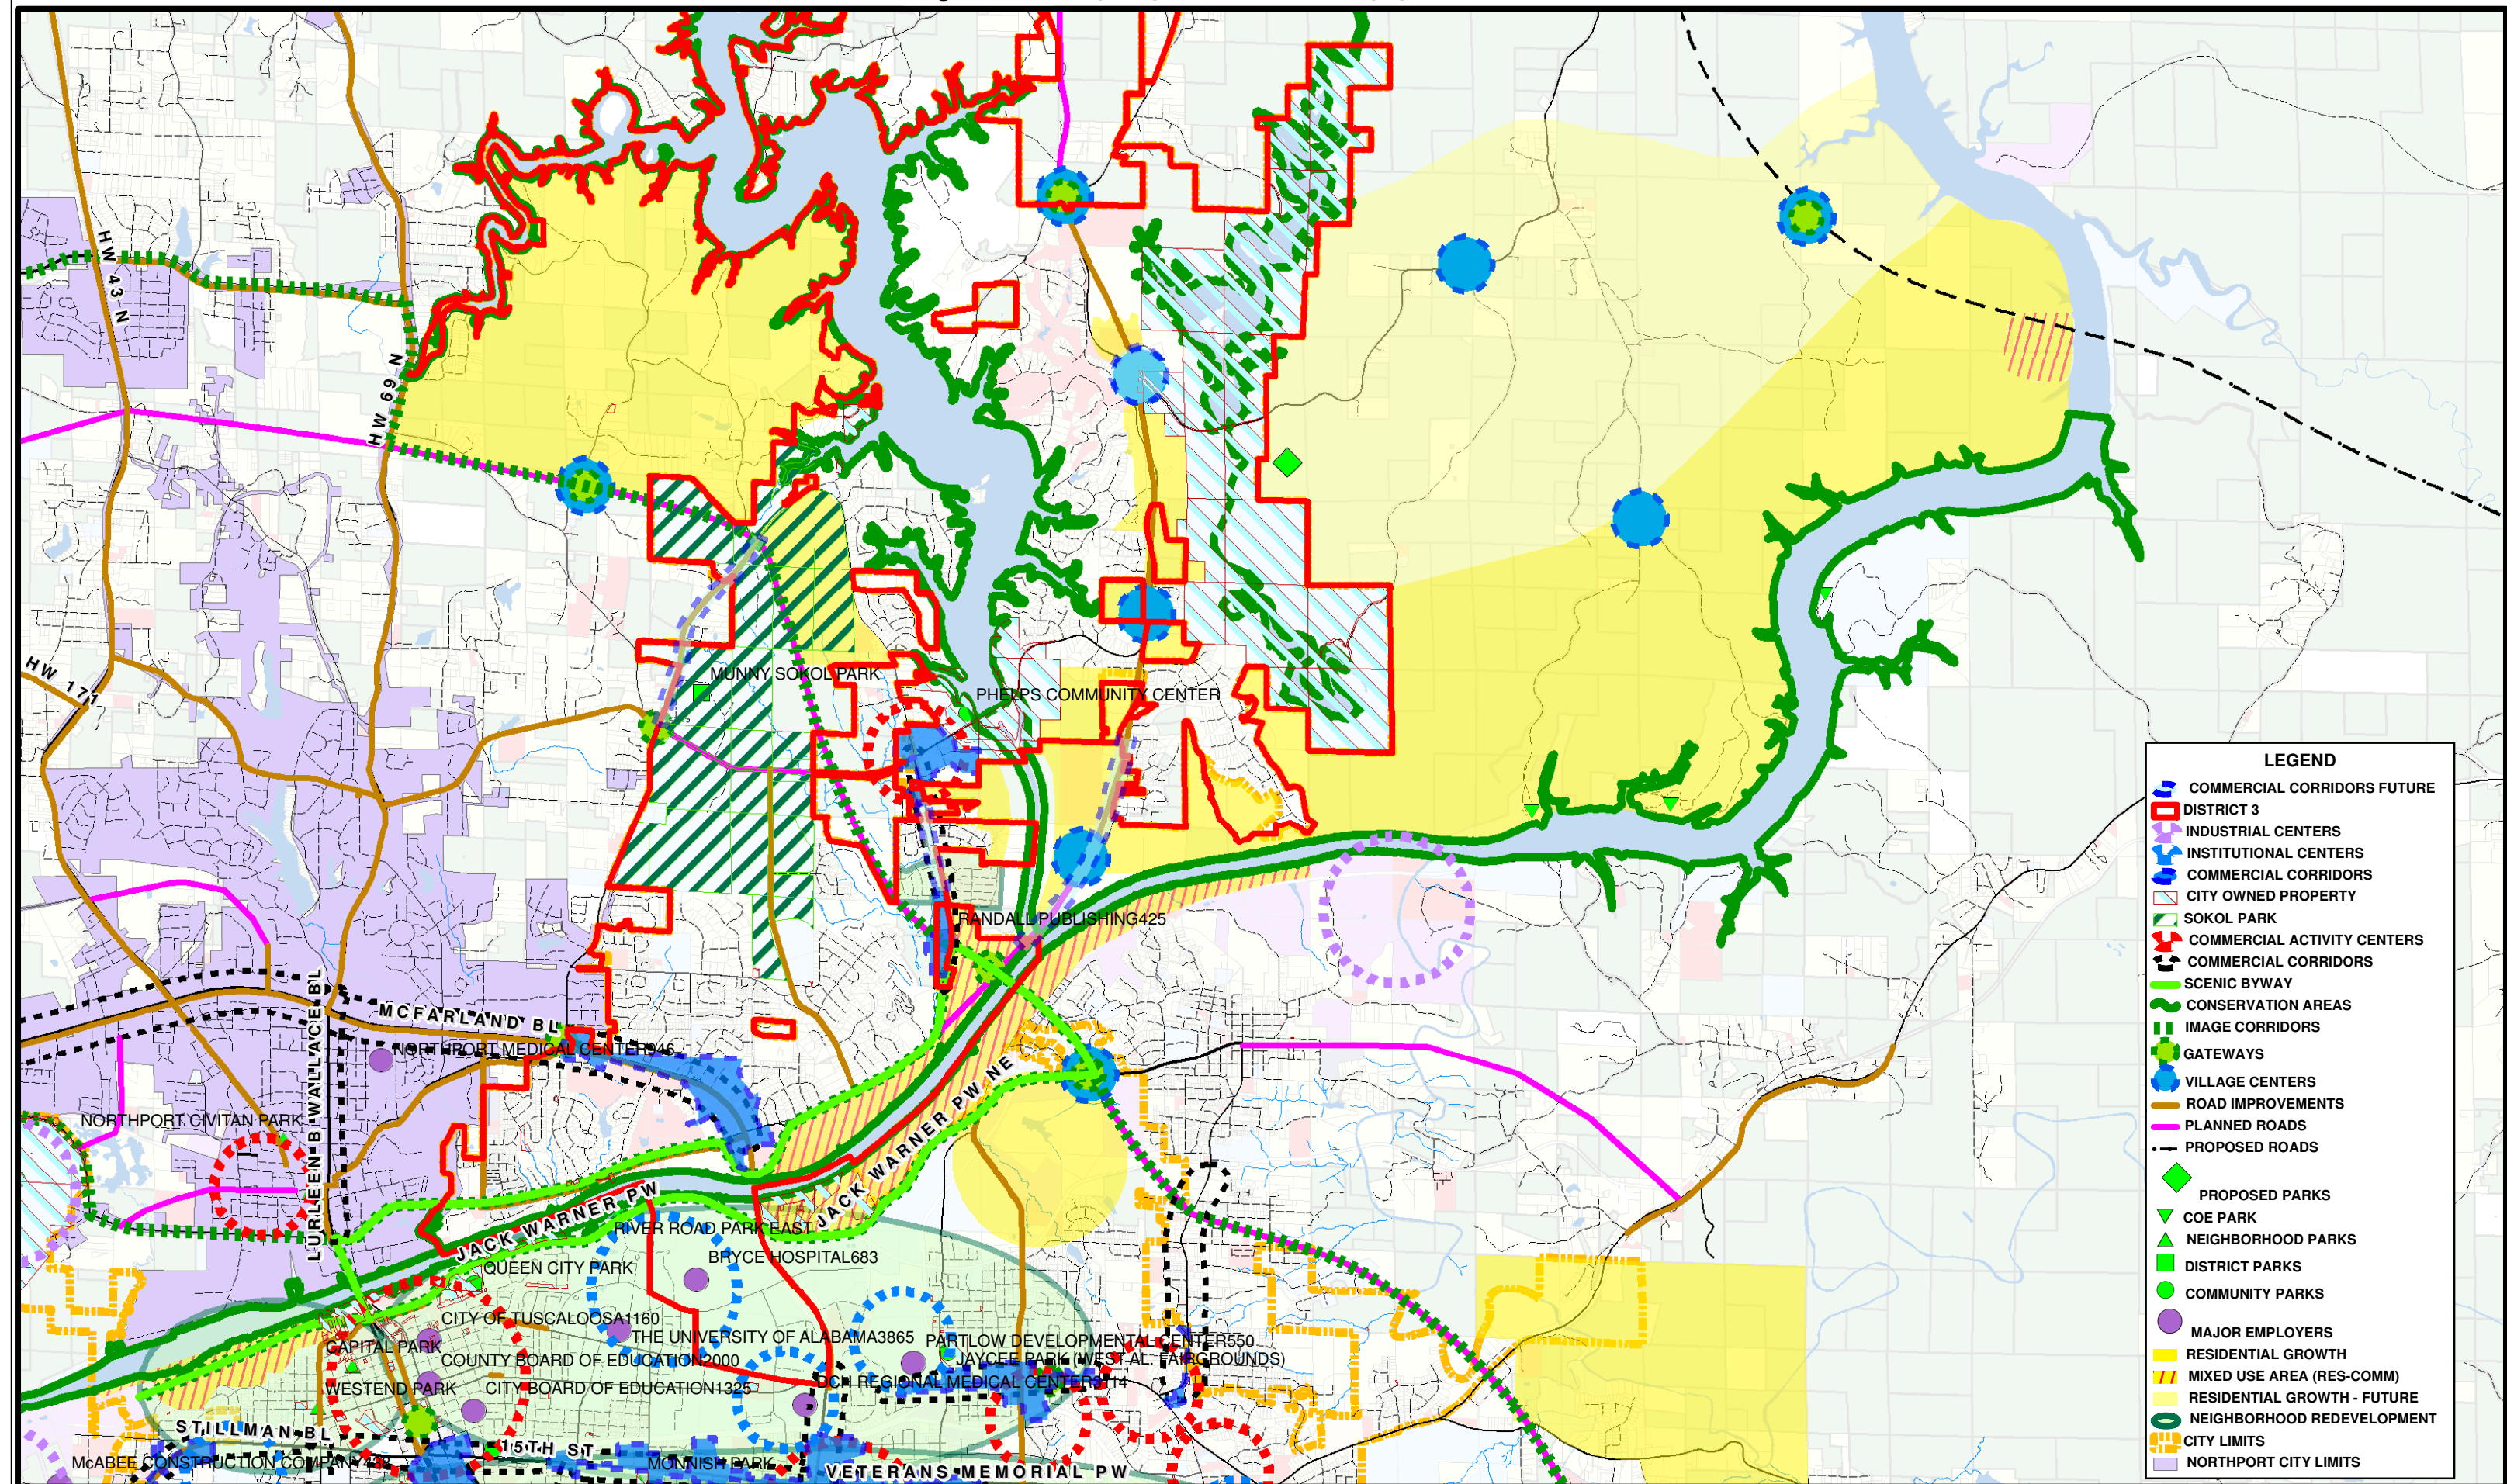 HW 43 N
HW 69 N
HW 171
MUNNY SOKOL PARK
PHELPS COMMUNITY CENTER
RANDALL PUBLISHING425
LURLEEN B WALLACE BL
MCFARLAND BL
NORTHPORT MEDICAL CENTER946
NORTHPORT CIVITAN PARK
JACK WARNER PW NE
JACK WARNER PW
RIVER ROAD PARK EAST
BRYCE HOSPITAL683
QUEEN CITY PARK
CITY OF TUSCALOOSA1160
THE UNIVERSITY OF ALABAMA3865
PARTLOW DEVELOPMENTAL CENTER550
CAPITAL PARK
COUNTY BOARD OF EDUCATION2000
JAYCEE PARK (WEST AL. FAIRGROUNDS)
WESTEND PARK
CITY BOARD OF EDUCATION1325
DCH REGIONAL MEDICAL CENTER3114
STILLMAN BL
15TH ST
McABEE CONSTRUCTION COMPANY
MONNISH PARK
VETERANS MEMORIAL PW
LEGEND
COMMERCIAL CORRIDORS FUTURE
DISTRICT 3
INDUSTRIAL CENTERS
INSTITUTIONAL CENTERS
COMMERCIAL CORRIDORS
CITY OWNED PROPERTY
SOKOL PARK
COMMERCIAL ACTIVITY CENTERS
COMMERCIAL CORRIDORS
SCENIC BYWAY
CONSERVATION AREAS
IMAGE CORRIDORS
GATEWAYS
VILLAGE CENTERS
ROAD IMPROVEMENTS
PLANNED ROADS
PROPOSED ROADS
PROPOSED PARKS
COE PARK
NEIGHBORHOOD PARKS
DISTRICT PARKS
COMMUNITY PARKS
MAJOR EMPLOYERS
RESIDENTIAL GROWTH
MIXED USE AREA (RES-COMM)
RESIDENTIAL GROWTH - FUTURE
NEIGHBORHOOD REDEVELOPMENT
CITY LIMITS
NORTHPORT CITY LIMITS